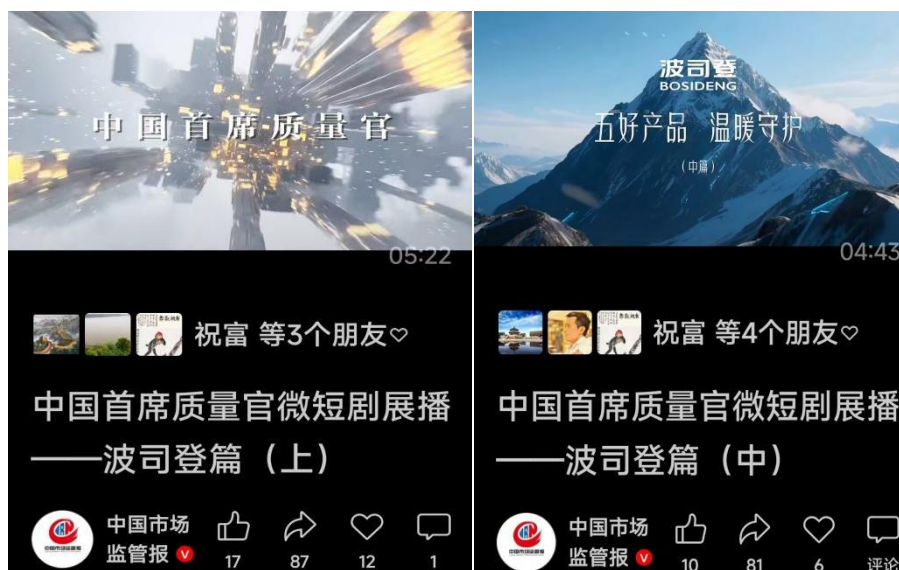 中国首席质量官
05:22
祝富 等3个朋友♡
中国首席质量官微短剧展播
——波司登篇（上）
中国市场
监管报
17
87
12
1
波司登
BOSIDENG
五好产品 温暖守护
（中篇）
04:43
祝富 等4个朋友♡
中国首席质量官微短剧展播
——波司登篇（中）
中国市场
监管报
10
81
6
评论